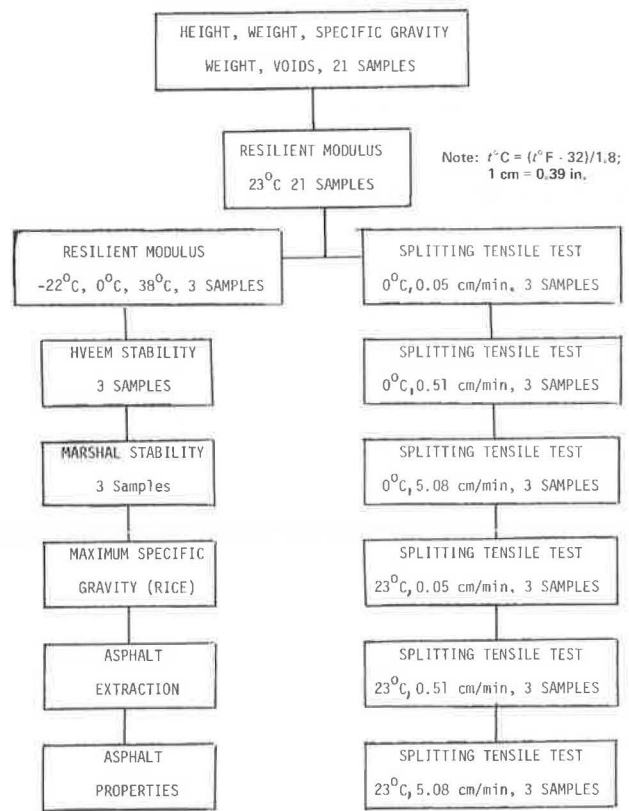 HEIGHT, WEIGHT, SPECIFIC GRAVITY
WEIGHT, VOIDS, 21 SAMPLES
RESILIENT MODULUS
23°C 21 SAMPLES
Note: t°C = (t°F - 32)/1.8;
1 cm = 0.39 in.
RESILIENT MODULUS
-22°C, 0°C, 38°C, 3 SAMPLES
HVEEM STABILITY
3 SAMPLES
MARSHAL STABILITY
3 Samples
MAXIMUM SPECIFIC
GRAVITY (RICE)
ASPHALT
EXTRACTION
ASPHALT
PROPERTIES
SPLITTING TENSILE TEST
0°C, 0.05 cm/min. 3 SAMPLES
SPLITTING TENSILE TEST
0°C, 0.51 cm/min, 3 SAMPLES
SPLITTING TENSILE TEST
0°C, 5.08 cm/min, 3 SAMPLES
SPLITTING TENSILE TEST
23°C, 0.05 cm/min, 3 SAMPLES
SPLITTING TENSILE TEST
23°C, 0.51 cm/min, 3 SAMPLES
SPLITTING TENSILE TEST
23°C, 5.08 cm/min, 3 SAMPLES